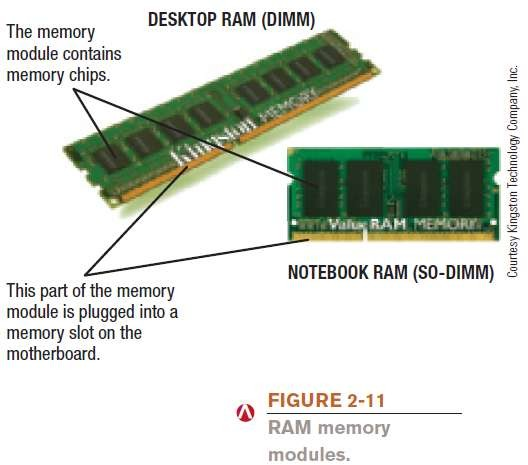 DESKTOP RAM (DIMM)
The memory
module contains
memory chips.
Kingston MEMORY
ValueRAM MEMORY
Courtesy Kingston Technology Company, Inc.
NOTEBOOK RAM (SO-DIMM)
This part of the memory
module is plugged into a
memory slot on the
motherboard.
FIGURE 2-11
RAM memory
modules.